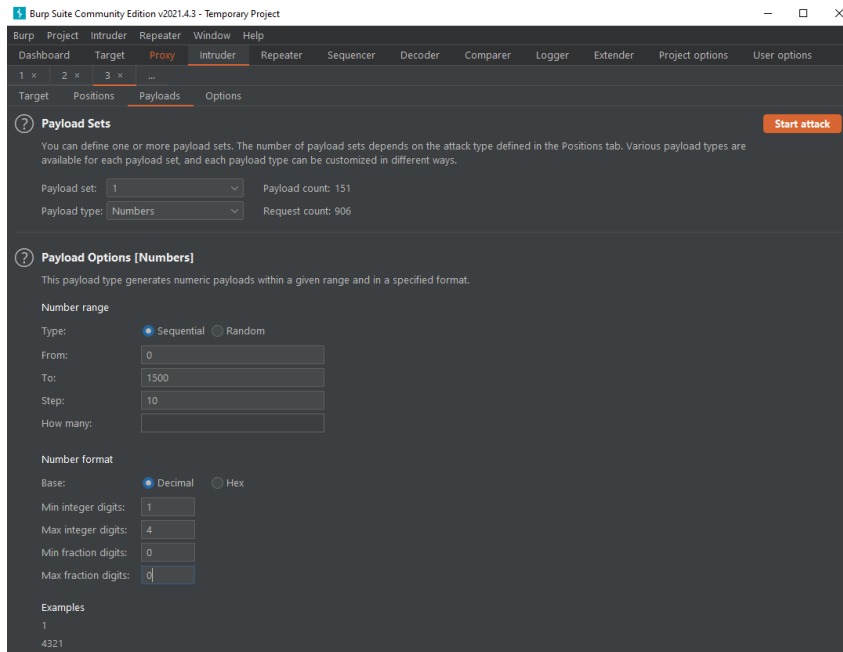 Burp Suite Community Edition v2021.4.3 - Temporary Project
Burp Project Intruder Repeater Window Help
Dashboard Target Proxy Intruder Repeater Sequencer Decoder Comparer Logger Extender Project options User options
1 × 2 × 3 × ...
Target Positions Payloads Options
? Payload Sets Start attack
You can define one or more payload sets. The number of payload sets depends on the attack type defined in the Positions tab. Various payload types are
available for each payload set, and each payload type can be customized in different ways.
Payload set: 1 Payload count: 151
Payload type: Numbers Request count: 906
? Payload Options [Numbers]
This payload type generates numeric payloads within a given range and in a specified format.
Number range
Type: Sequential Random
From: 0
To: 1500
Step: 10
How many:
Number format
Base: Decimal Hex
Min integer digits: 1
Max integer digits: 4
Min fraction digits: 0
Max fraction digits: 0
Examples
1
4321